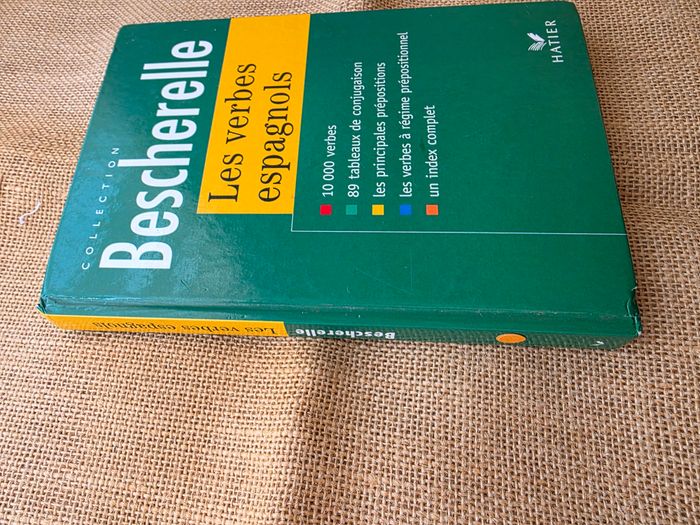 COLLECTION
Bescherelle
Les verbes
espagnols
10 000 verbes
89 tableaux de conjugaison
les principales prépositions
les verbes à régime prépositionnel
un index complet
HATIER
Les verbes espagnols
Bescherelle